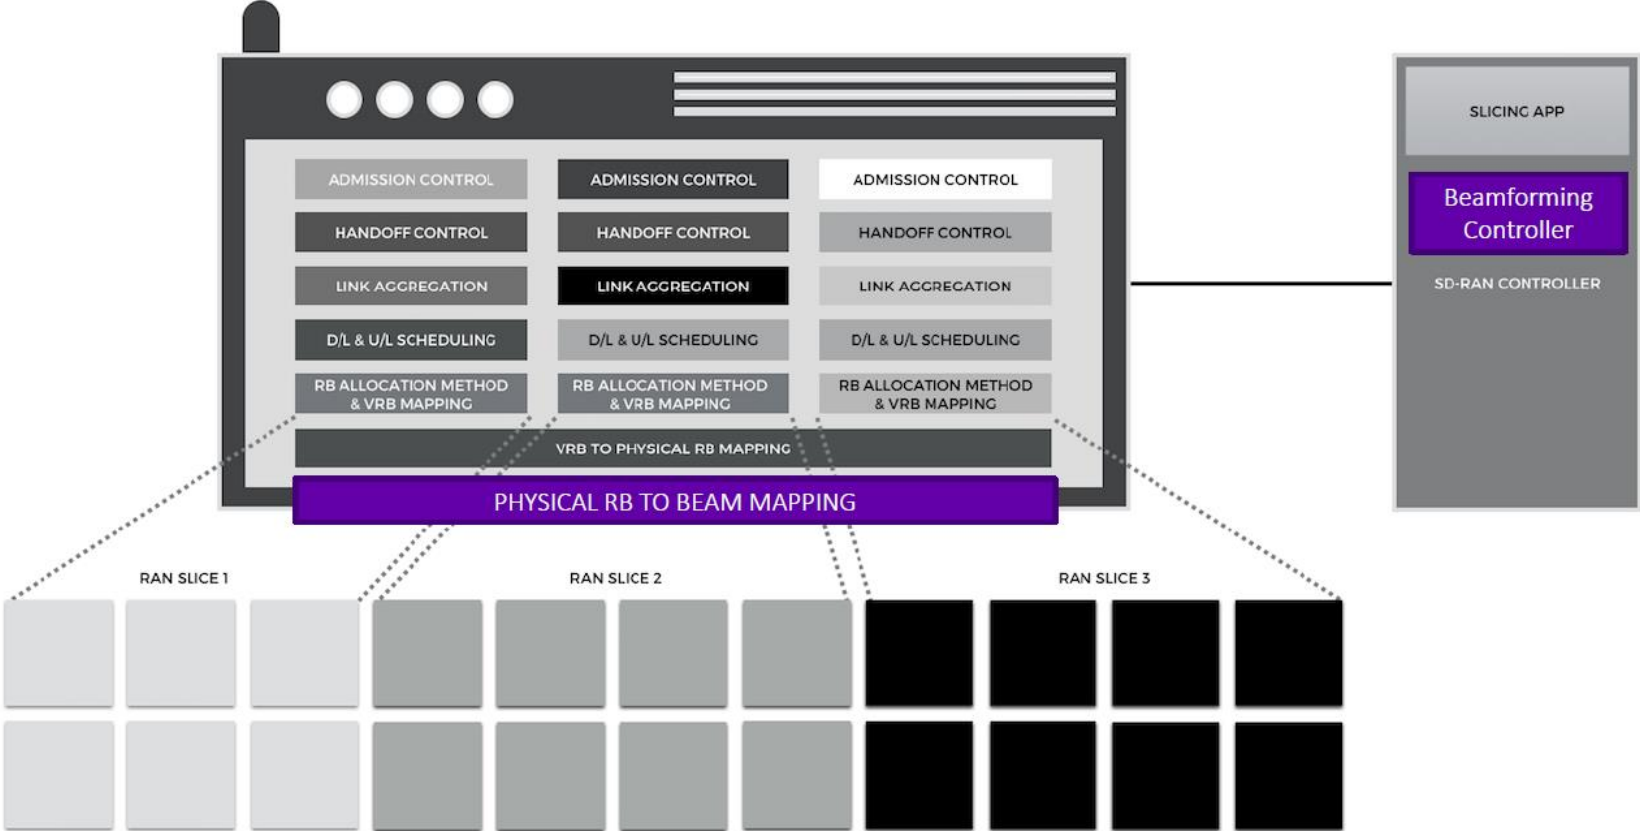 SLICING APP
Beamforming
Controller
SD-RAN CONTROLLER
ADMISSION CONTROL
ADMISSION CONTROL
ADMISSION CONTROL
HANDOFF CONTROL
HANDOFF CONTROL
HANDOFF CONTROL
LINK AGGREGATION
LINK AGGREGATION
LINK AGGREGATION
D/L & U/L SCHEDULING
D/L & U/L SCHEDULING
D/L & U/L SCHEDULING
RB ALLOCATION METHOD
& VRB MAPPING
RB ALLOCATION METHOD
& VRB MAPPING
RB ALLOCATION METHOD
& VRB MAPPING
VRB TO PHYSICAL RB MAPPING
PHYSICAL RB TO BEAM MAPPING
RAN SLICE 1
RAN SLICE 2
RAN SLICE 3